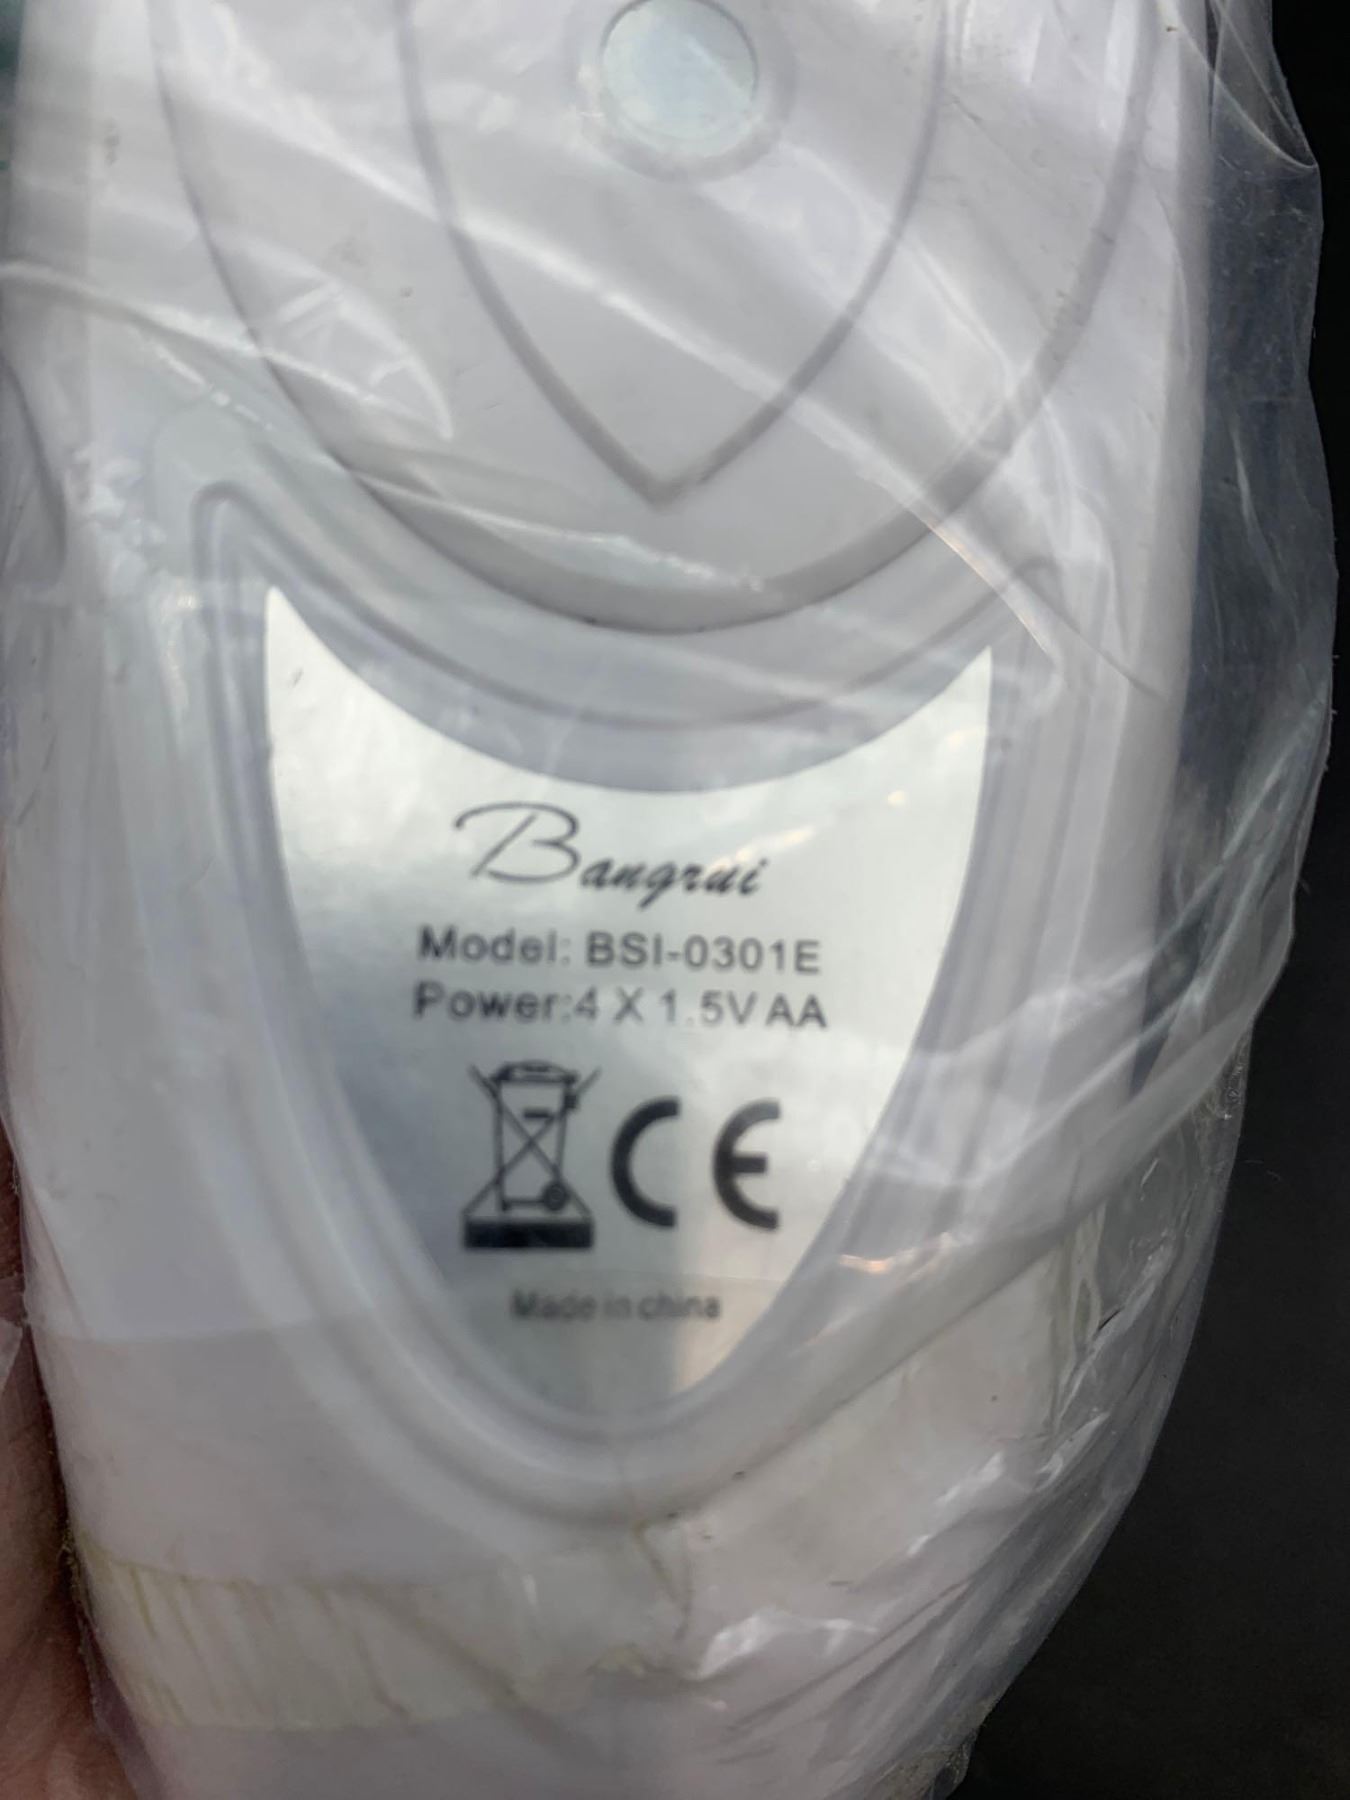 Bangrui
Model: BSI-0301E
Power:4 X 1.5V AA
CE
Made in china